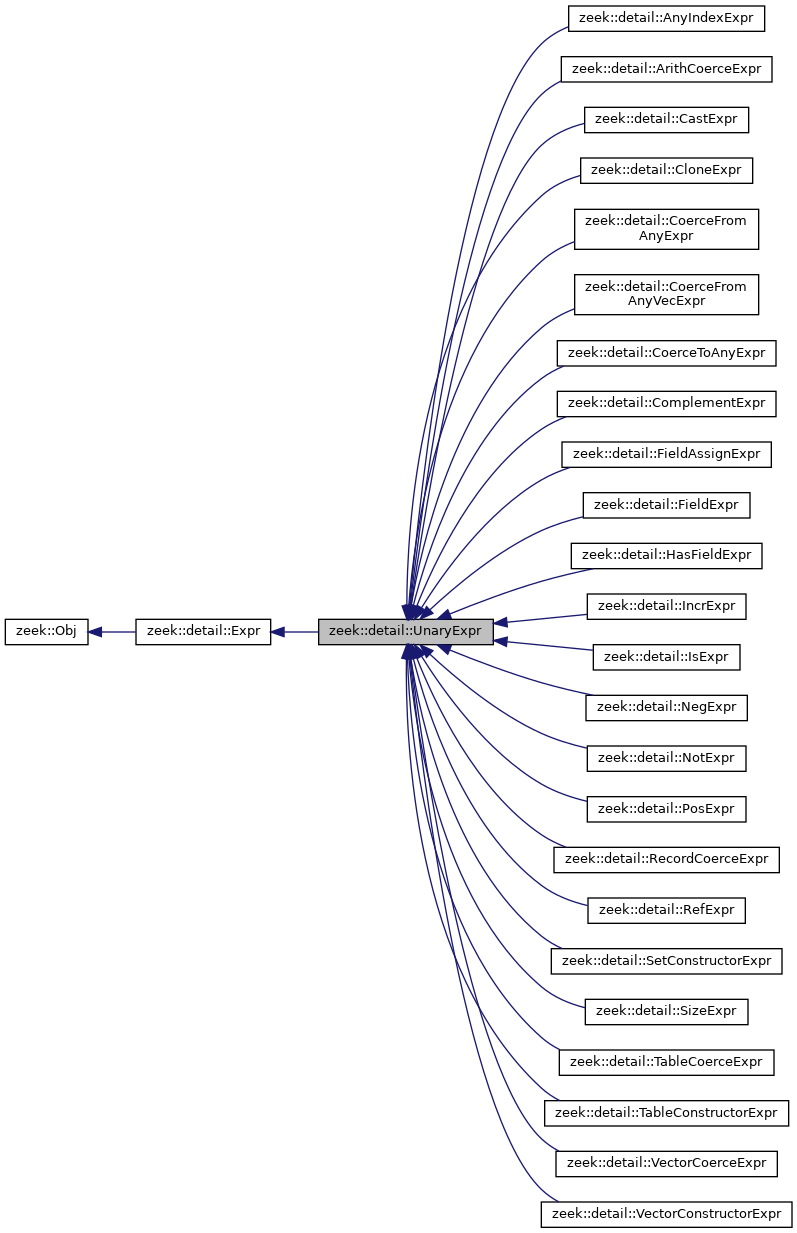 zeek::detail::AnyIndexExpr
zeek::detail::ArithCoerceExpr
zeek::detail::CastExpr
zeek::detail::CloneExpr
zeek::detail::CoerceFrom
AnyExpr
zeek::detail::CoerceFrom
AnyVecExpr
zeek::detail::CoerceToAnyExpr
zeek::detail::ComplementExpr
zeek::detail::FieldAssignExpr
zeek::detail::FieldExpr
zeek::detail::HasFieldExpr
zeek::detail::IncrExpr
zeek::Obj
zeek::detail::Expr
zeek::detail::UnaryExpr
zeek::detail::IsExpr
zeek::detail::NegExpr
zeek::detail::NotExpr
zeek::detail::PosExpr
zeek::detail::RecordCoerceExpr
zeek::detail::RefExpr
zeek::detail::SetConstructorExpr
zeek::detail::SizeExpr
zeek::detail::TableCoerceExpr
zeek::detail::TableConstructorExpr
zeek::detail::VectorCoerceExpr
zeek::detail::VectorConstructorExpr